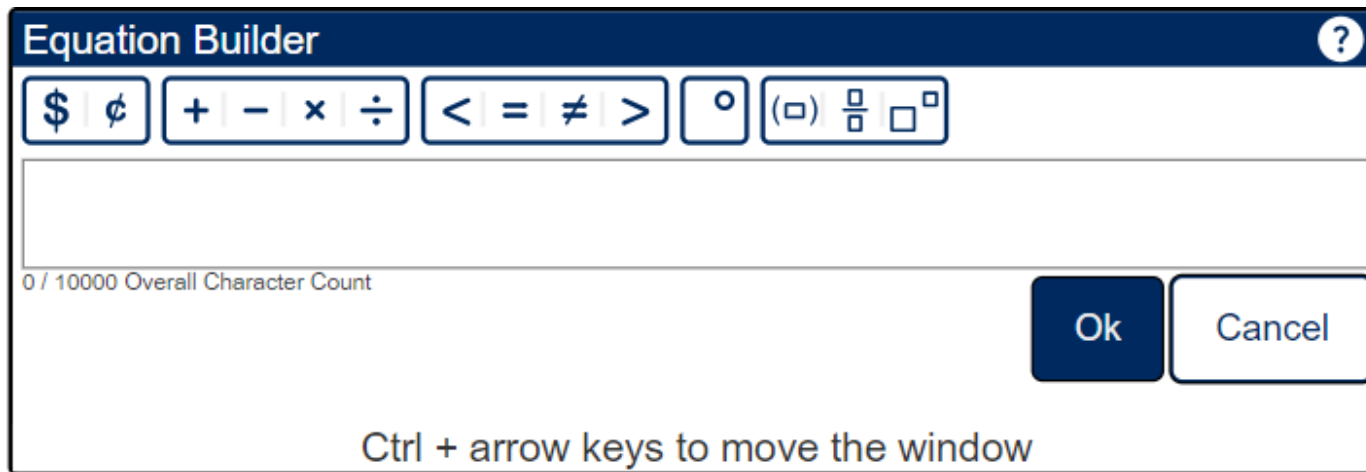 Equation Builder ?
$ ¢ + − × ÷ < = ≠ > ° (□) □/□ □^□
0 / 10000 Overall Character Count
Ok Cancel
Ctrl + arrow keys to move the window